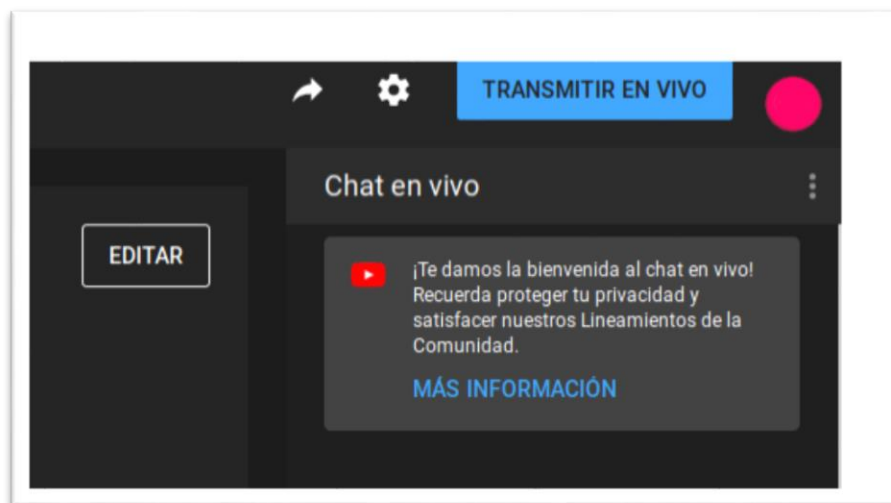 TRANSMITIR EN VIVO
Chat en vivo
EDITAR
¡Te damos la bienvenida al chat en vivo!
Recuerda proteger tu privacidad y
satisfacer nuestros Lineamientos de la
Comunidad.
MÁS INFORMACIÓN